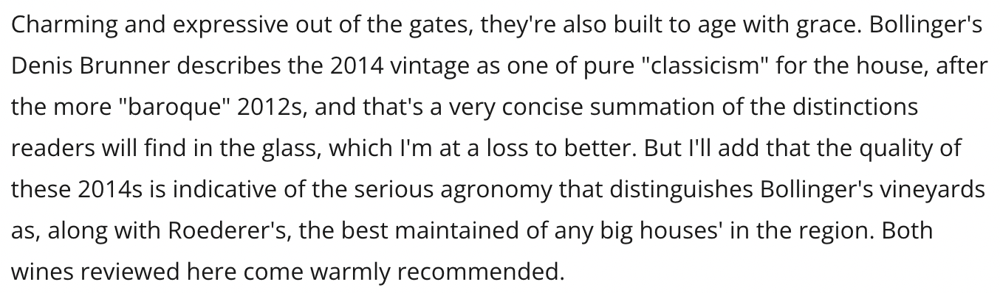 Charming and expressive out of the gates, they're also built to age with grace. Bollinger's
Denis Brunner describes the 2014 vintage as one of pure "classicism" for the house, after
the more "baroque" 2012s, and that's a very concise summation of the distinctions
readers will find in the glass, which I'm at a loss to better. But I'll add that the quality of
these 2014s is indicative of the serious agronomy that distinguishes Bollinger's vineyards
as, along with Roederer's, the best maintained of any big houses' in the region. Both
wines reviewed here come warmly recommended.